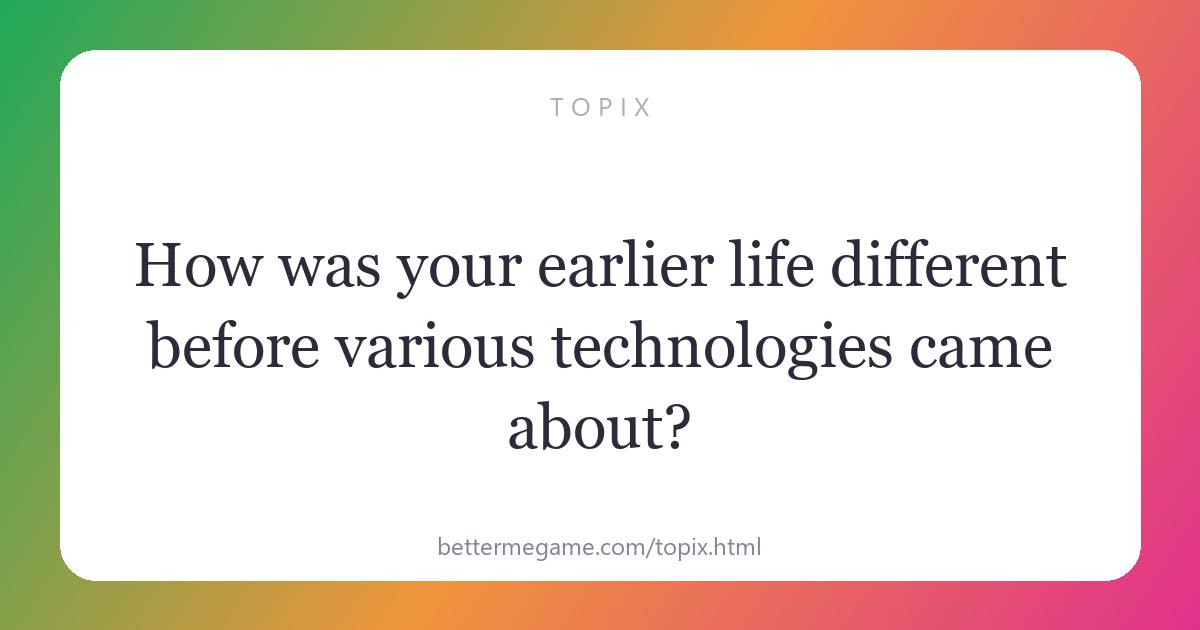 TOPIX
How was your earlier life different
before various technologies came
about?
bettermegame.com/topix.html